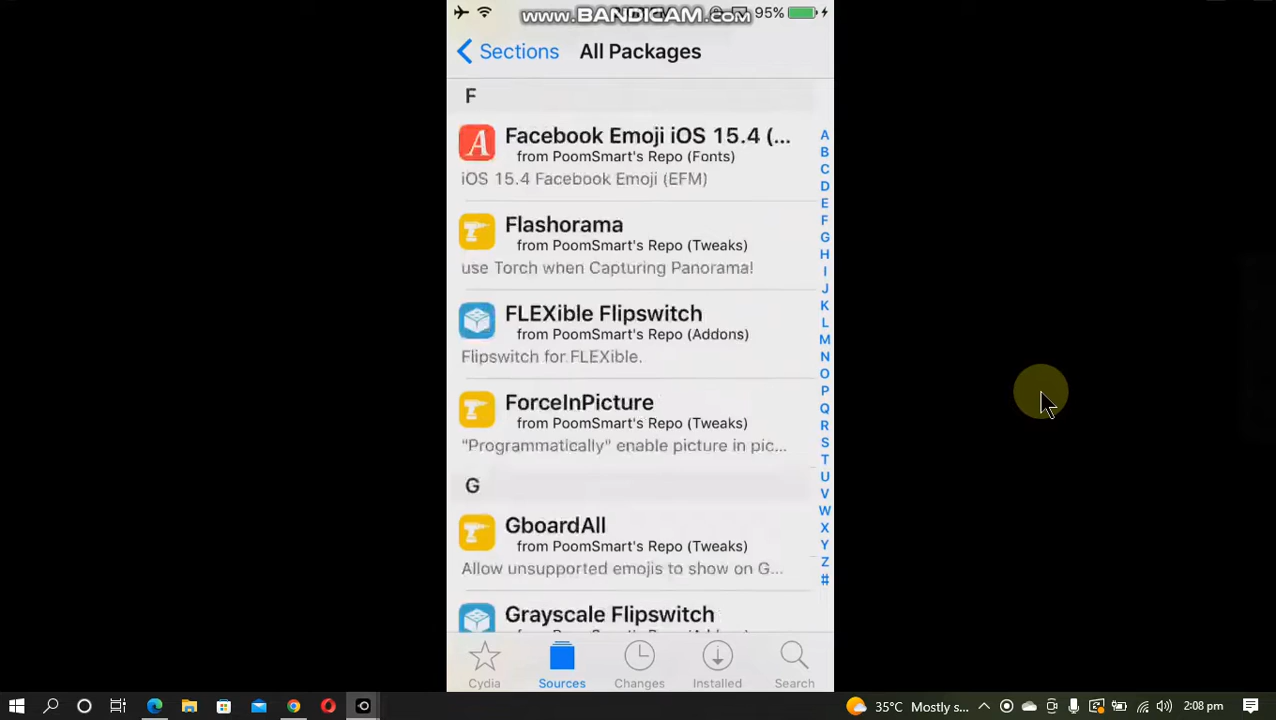 www.BANDICAM.com
95%
Sections
All Packages
F
Facebook Emoji iOS 15.4 (...
from PoomSmart's Repo (Fonts)
iOS 15.4 Facebook Emoji (EFM)
Flashorama
from PoomSmart's Repo (Tweaks)
use Torch when Capturing Panorama!
FLEXible Flipswitch
from PoomSmart's Repo (Addons)
Flipswitch for FLEXible.
ForceInPicture
from PoomSmart's Repo (Tweaks)
"Programmatically" enable picture in pic...
G
GboardAll
from PoomSmart's Repo (Tweaks)
Allow unsupported emojis to show on G...
Grayscale Flipswitch
A
B
C
D
E
F
G
H
I
J
K
L
M
N
O
P
Q
R
S
T
U
V
W
X
Y
Z
#
Cydia
Sources
Changes
Installed
Search
35°C Mostly s...
2:08 pm